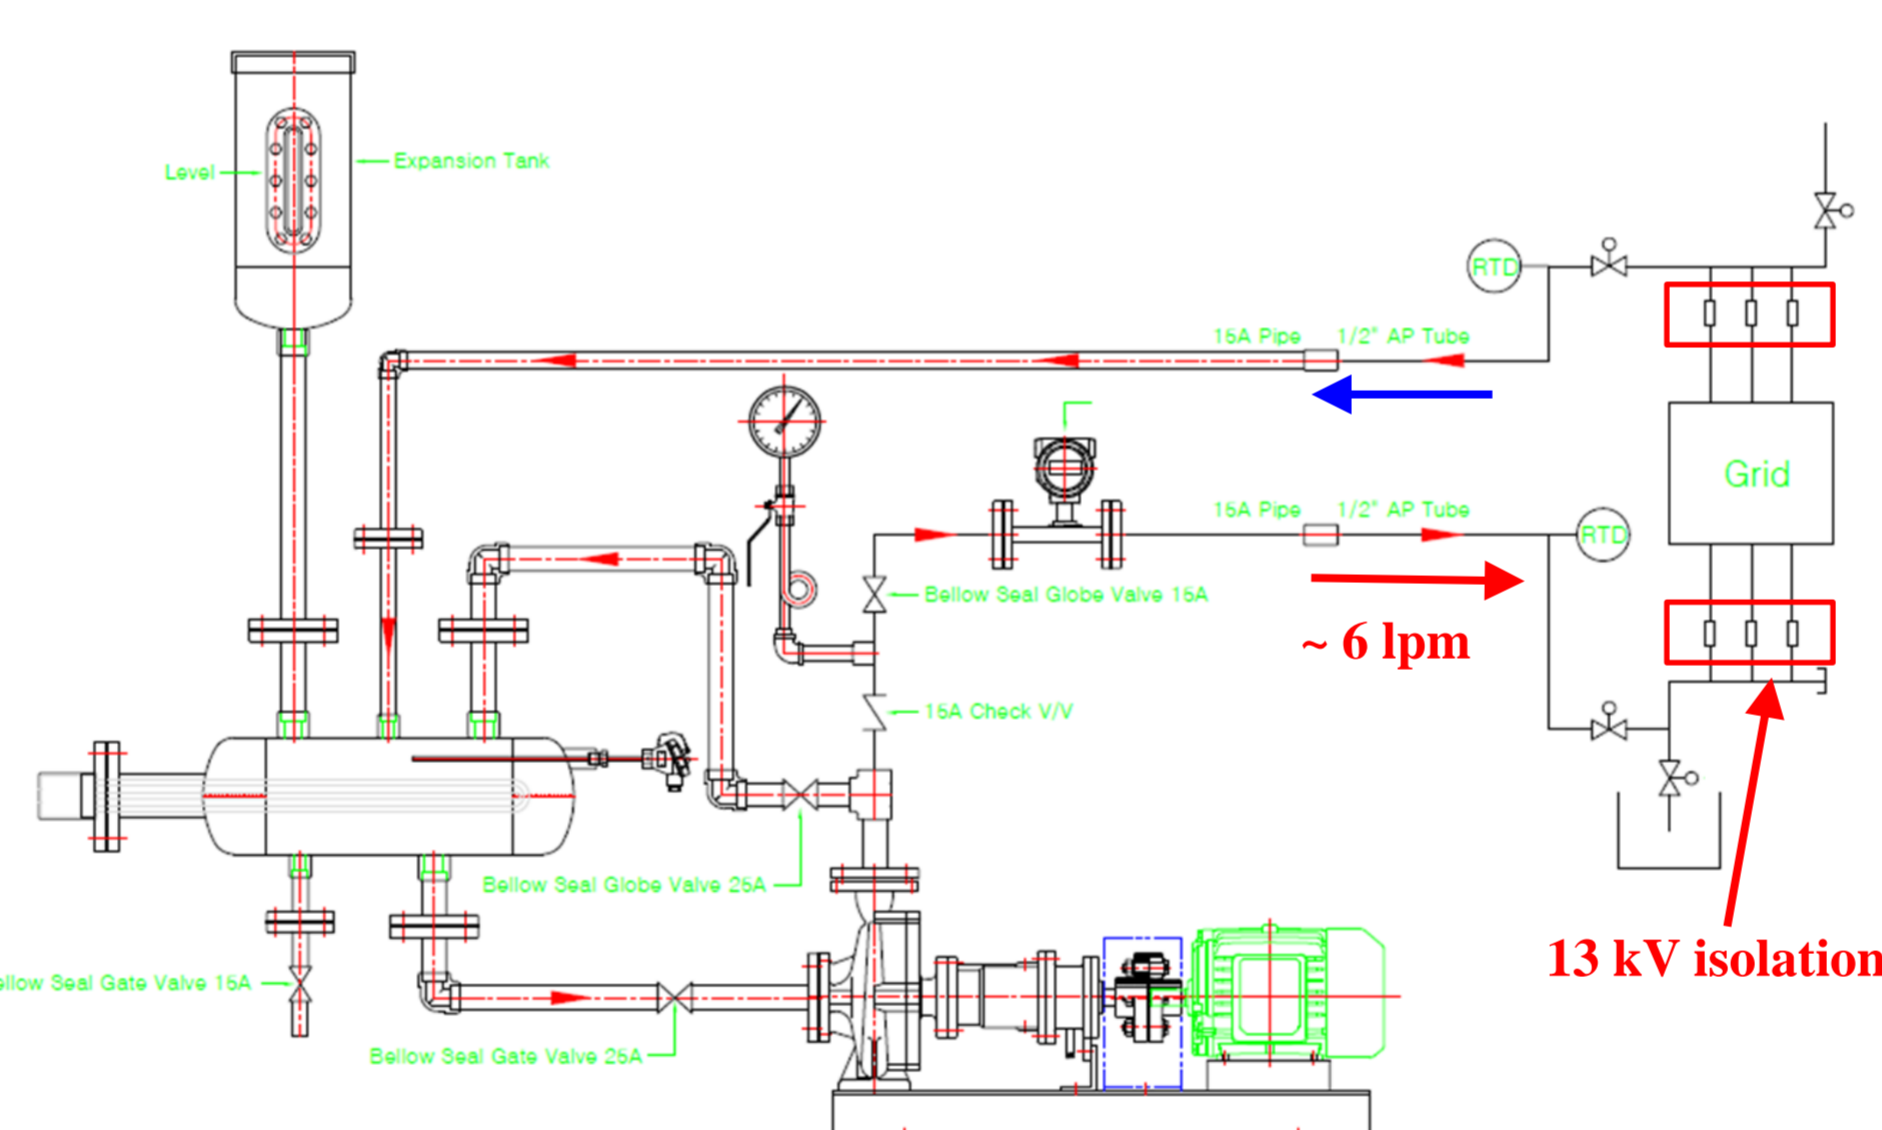 Level
Expansion Tank
RTD
15A Pipe
1/2" AP Tube
Grid
15A Pipe
1/2" AP Tube
RTD
Bellow Seal Globe Valve 15A
~ 6 lpm
15A Check V/V
Bellow Seal Globe Valve 25A
13 kV isolation
ellow Seal Gate Valve 15A
Bellow Seal Gate Valve 25A